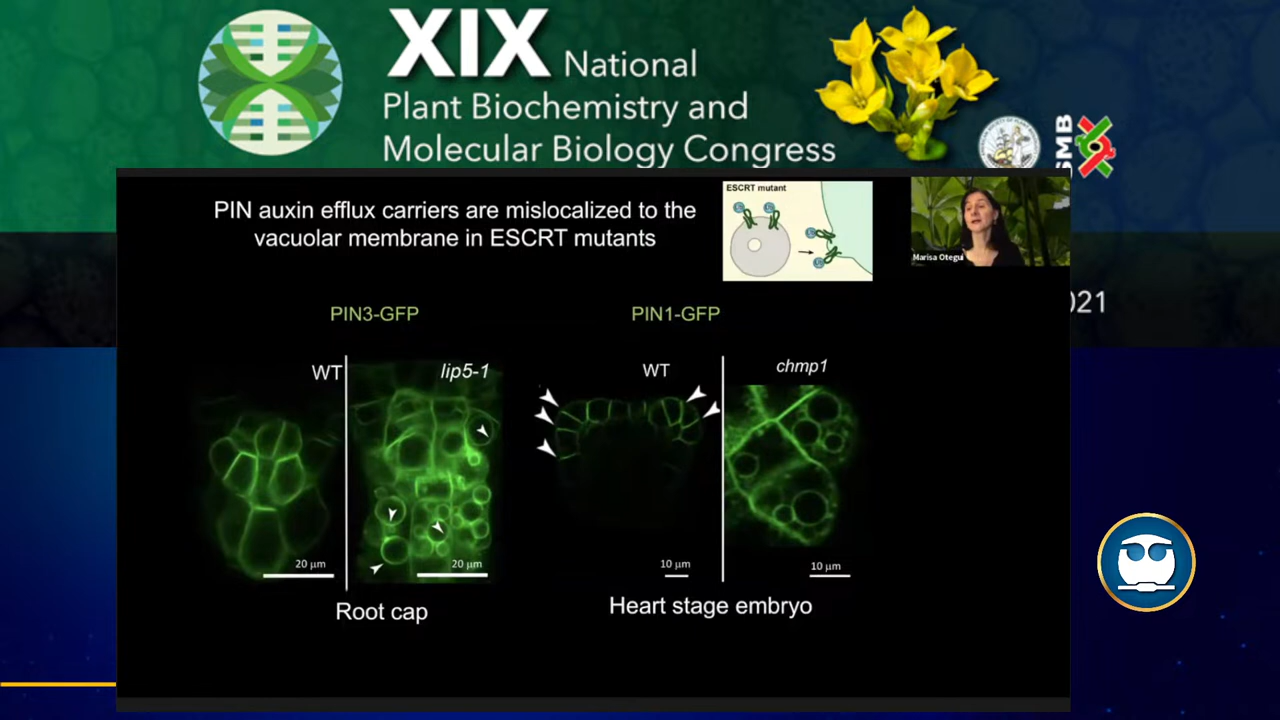 XIX National
Plant Biochemistry and
Molecular Biology Congress
SMB
021
PIN auxin efflux carriers are mislocalized to the
vacuolar membrane in ESCRT mutants
ESCRT mutant
Marisa Otegui
PIN3-GFP
PIN1-GFP
WT
lip5-1
WT
chmp1
20 μm
20 μm
10 μm
10 μm
Root cap
Heart stage embryo